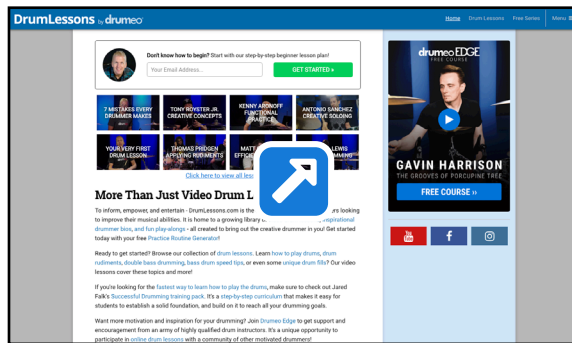 DrumLessons by drumeo
Home Drum Lessons Free Series Menu
Don't know how to begin? Start with our step-by-step beginner lesson plan!
Your Email Address...
GET STARTED »
7 MISTAKES EVERY
DRUMMER MAKES
TONY ROYSTER JR.
CREATIVE CONCEPTS
KENNY ARONOFF
FUNCTIONAL
PRACTICE
ANTONIO SANCHEZ
CREATIVE SOLOING
YOUR VERY FIRST
DRUM LESSON
THOMAS PRIDGEN
APPLYING RUDIMENTS
MATT
EFFICIE
LEWIS
MMING
Click here to view all les
More Than Just Video Drum L
To inform, empower, and entertain - DrumLessons.com is the
rs looking
to improve their musical abilities. It is home to a growing library
inspirational
drummer bios, and fun play-alongs - all created to bring out the creative drummer in you! Get started
today with your free Practice Routine Generator!
Ready to get started? Browse our collection of drum lessons. Learn how to play drums, drum
rudiments, double bass drumming, bass drum speed tips, or even some unique drum fills? Our video
lessons cover these topics and more!
If you're looking for the fastest way to learn how to play the drums, make sure to check out Jared
Falk's Successful Drumming training pack. It's a step-by-step curriculum that makes it easy for
students to establish a solid foundation, and build on it to reach all your drumming goals.
Want more motivation and inspiration for your drumming? Join Drumeo Edge to get support and
encouragement from an army of highly qualified drum instructors. It's a unique opportunity to
participate in online drum lessons with a community of other motivated drummers!
drumeo EDGE
FREE COURSE
GAVIN HARRISON
THE GROOVES OF PORCUPINE TREE
FREE COURSE »
You
Tube
f